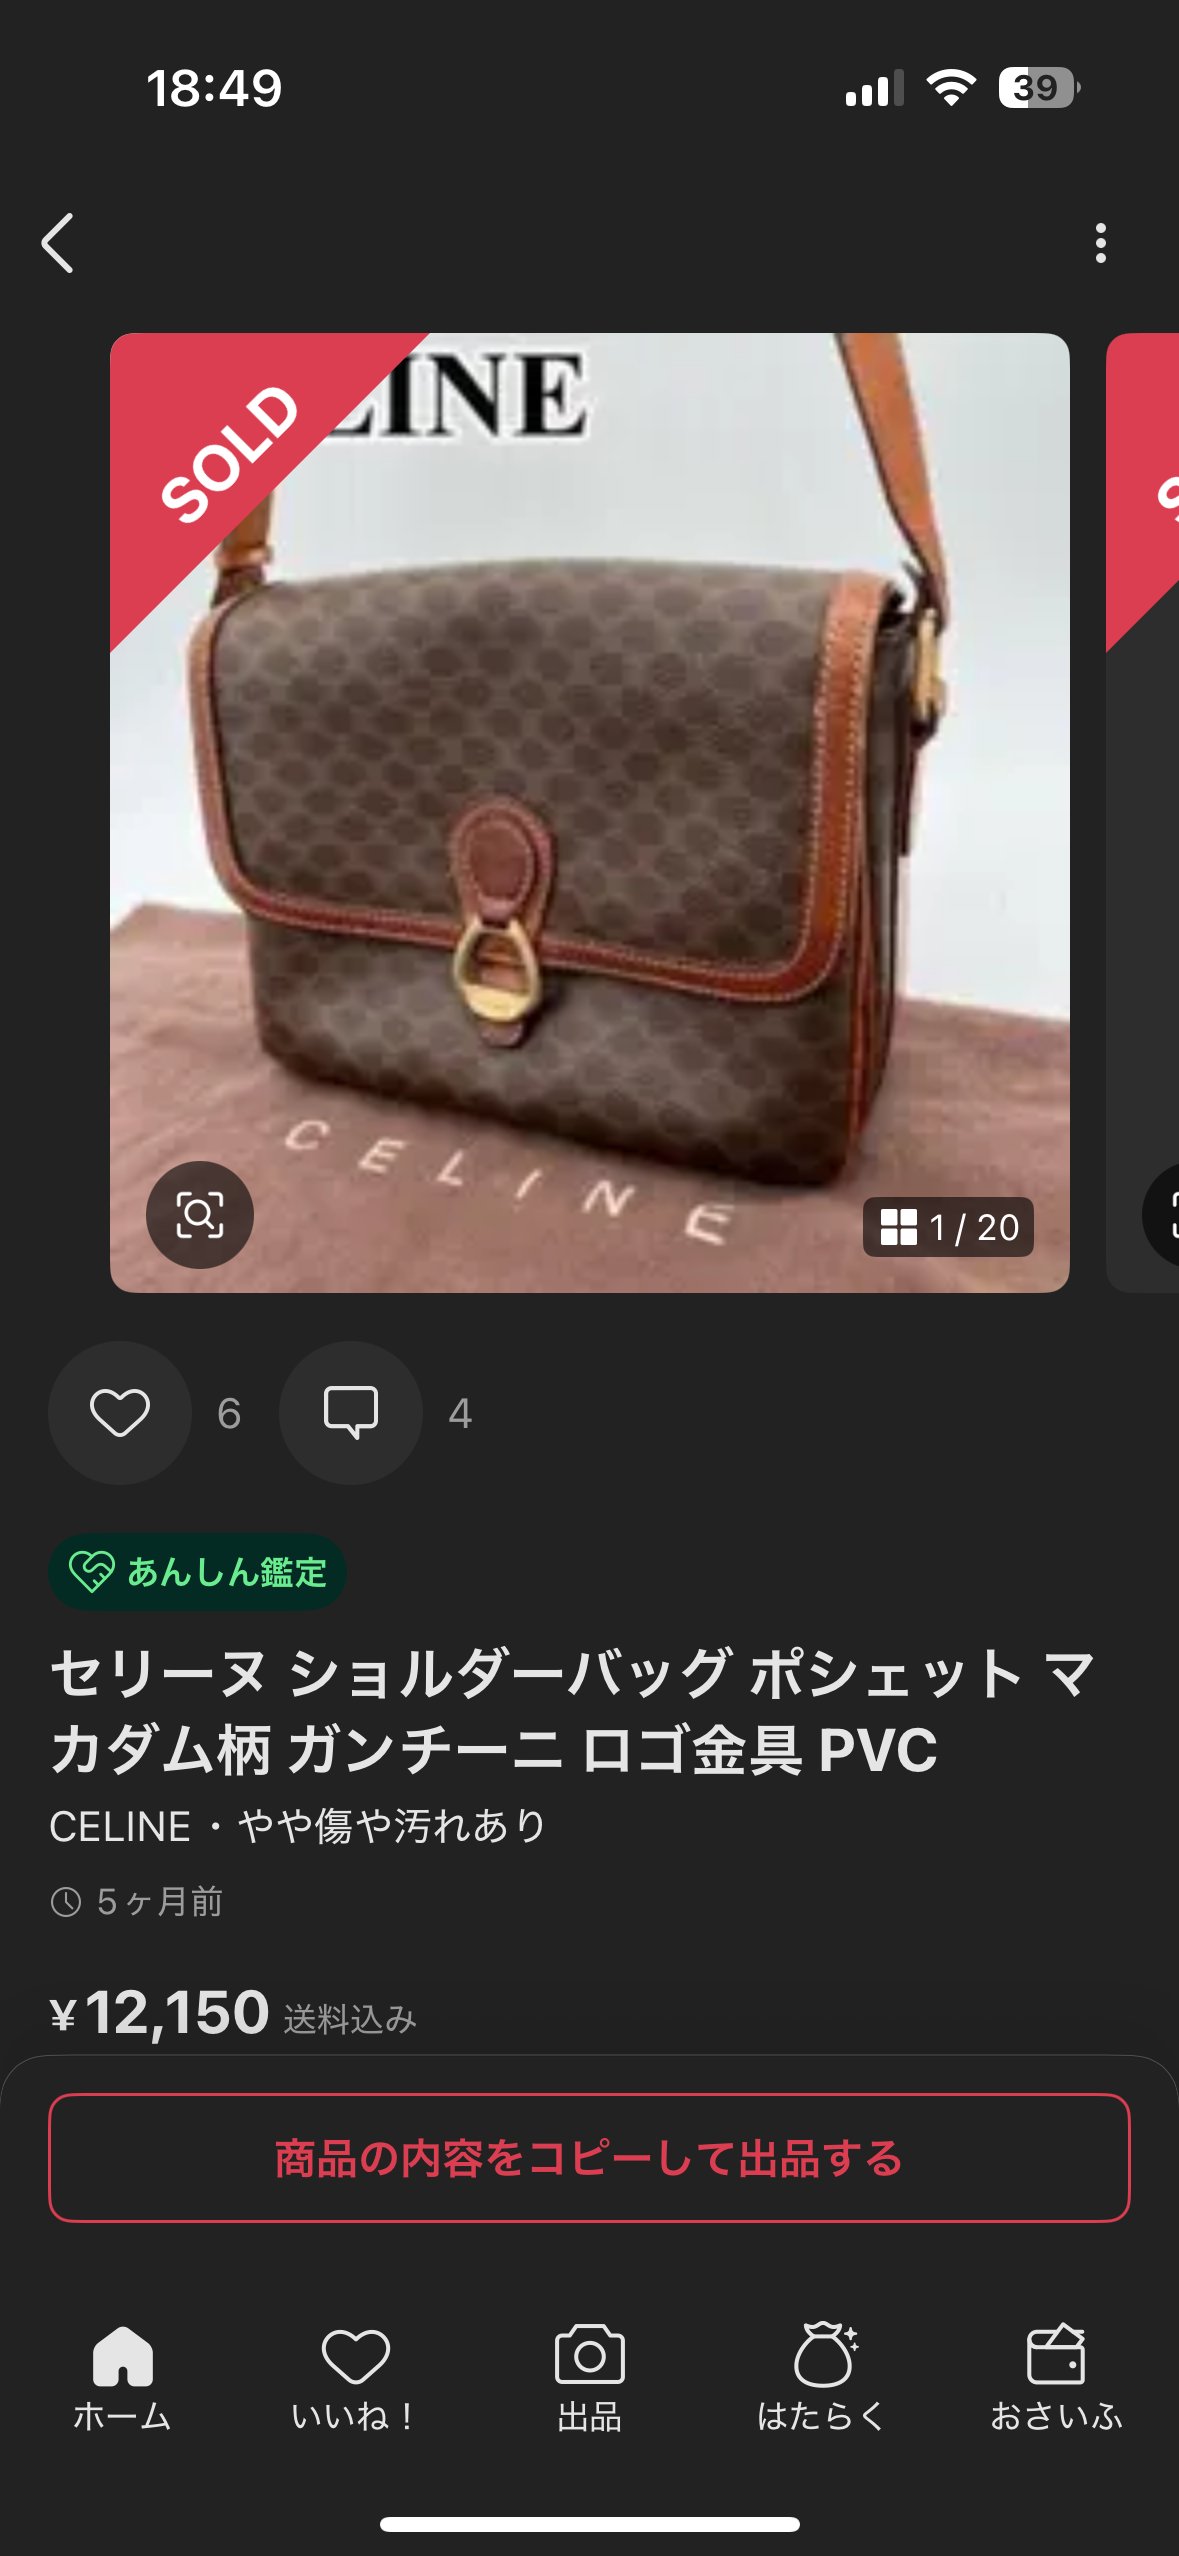 18:49
39
SOLD
LINE
CELINE
1 / 20
6
4
あんしん鑑定
セリーヌ ショルダーバッグ ポシェット マ
カダム柄 ガンチーニ ロゴ金具 PVC
CELINE・やや傷や汚れあり
5ヶ月前
¥12,150 送料込み
商品の内容をコピーして出品する
ホーム
いいね！
出品
はたらく
おさいふ